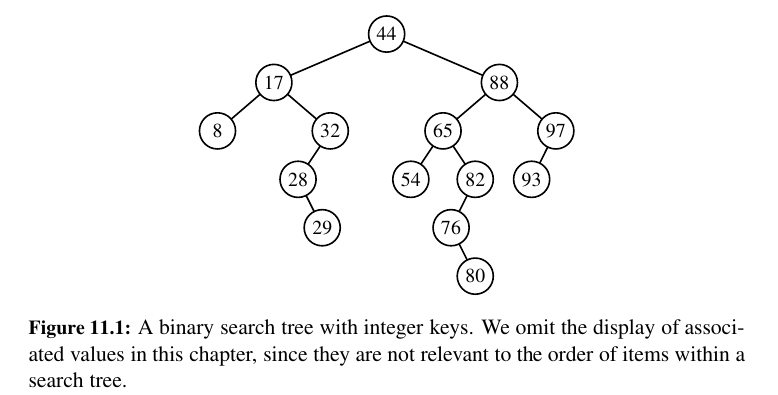 44
17 88
8 32 65 97
28 54 82 93
29 76
80
Figure 11.1: A binary search tree with integer keys. We omit the display of associ-
ated values in this chapter, since they are not relevant to the order of items within a
search tree.